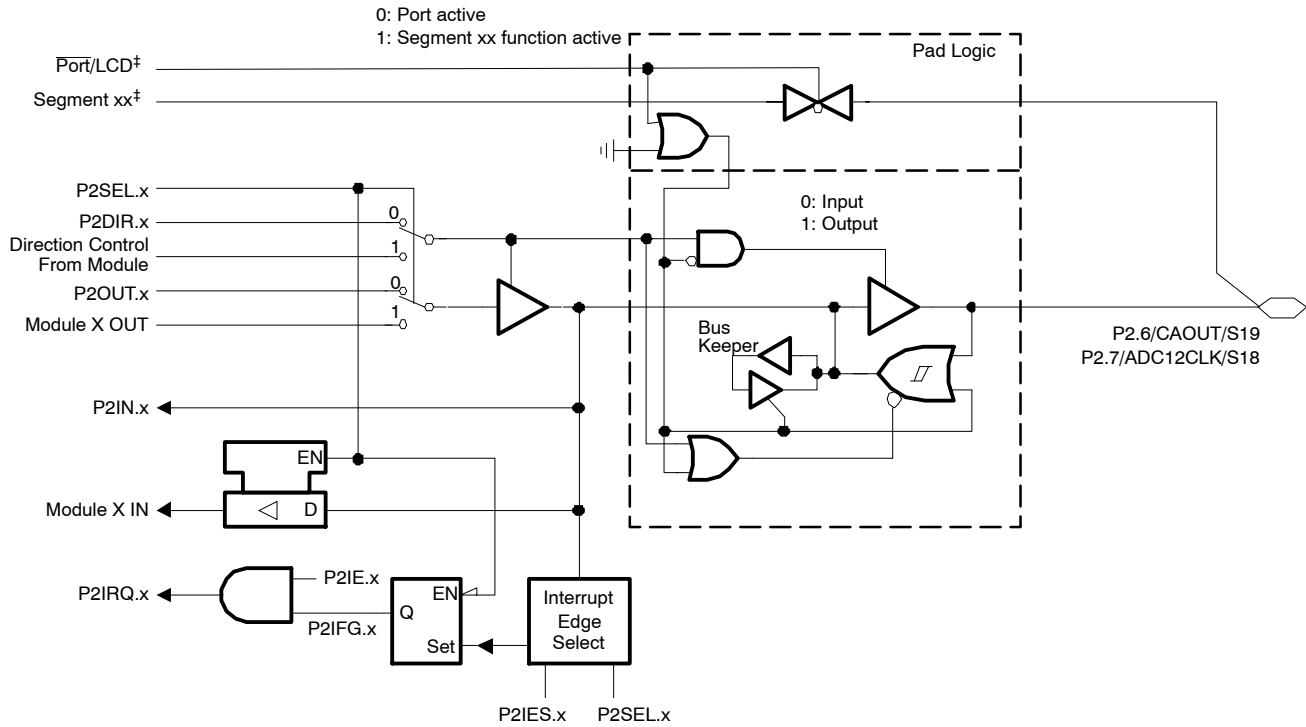 0: Port active
1: Segment xx function active
Pad Logic
Port/LCD‡
Segment xx‡
P2SEL.x
P2DIR.x
0
Direction Control
From Module
1
P2OUT.x
0
Module X OUT
1
0: Input
1: Output
Bus
Keeper
P2.6/CAOUT/S19
P2.7/ADC12CLK/S18
P2IN.x
EN
Module X IN
D
P2IRQ.x
P2IE.x
P2IFG.x
EN
Q
Set
Interrupt
Edge
Select
P2IES.x
P2SEL.x